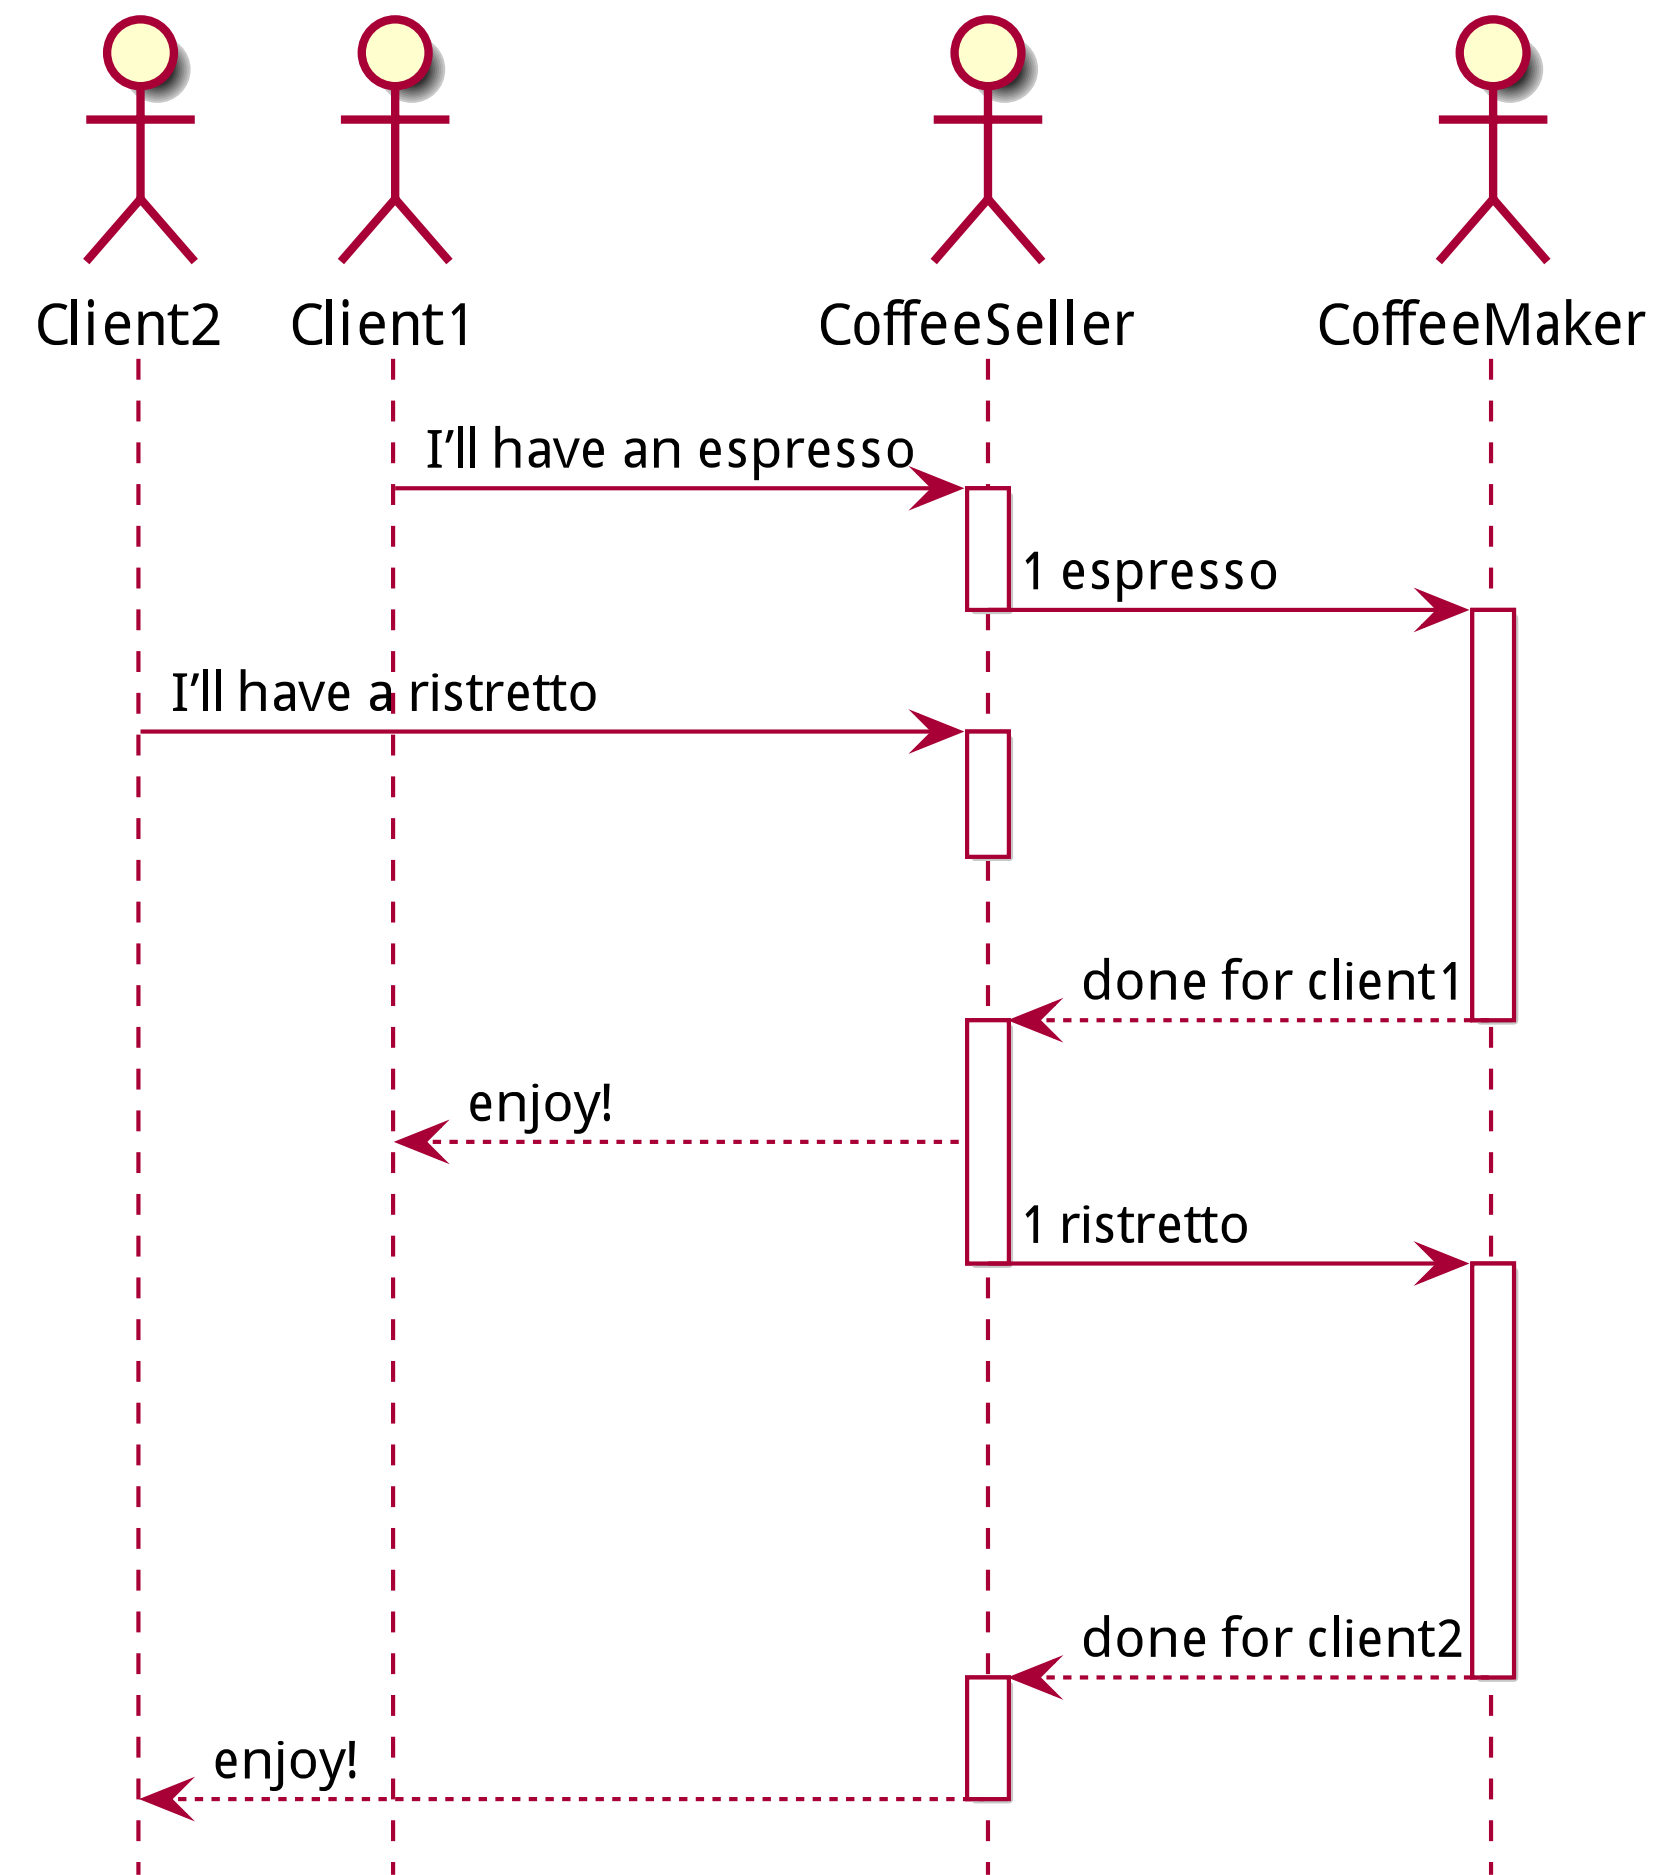 Client2 Client1 CoffeeSeller CoffeeMaker
I'll have an espresso
1 espresso
I'll have a ristretto
done for client1
enjoy!
1 ristretto
done for client2
enjoy!